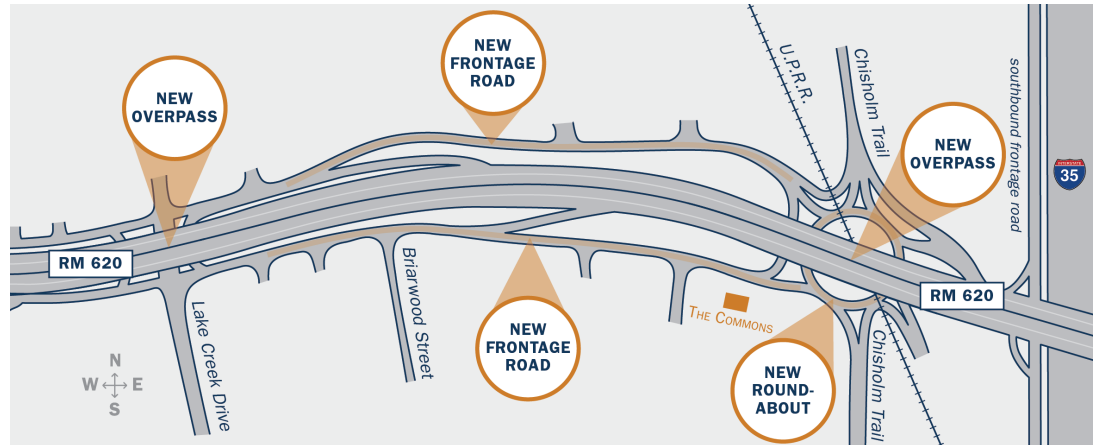 NEW
OVERPASS
NEW
FRONTAGE
ROAD
U.P.R.R.
Chisholm Trail
NEW
OVERPASS
southbound frontage road
INTERSTATE
35
RM 620
Lake Creek Drive
Briarwood Street
NEW
FRONTAGE
ROAD
THE COMMONS
NEW
ROUND-
ABOUT
RM 620
Chisholm Trail
N
W E
S